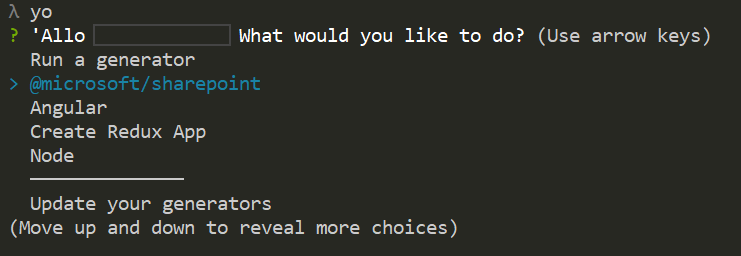 λ yo
? 'Allo What would you like to do? (Use arrow keys)
Run a generator
> @microsoft/sharepoint
Angular
Create Redux App
Node
Update your generators
(Move up and down to reveal more choices)